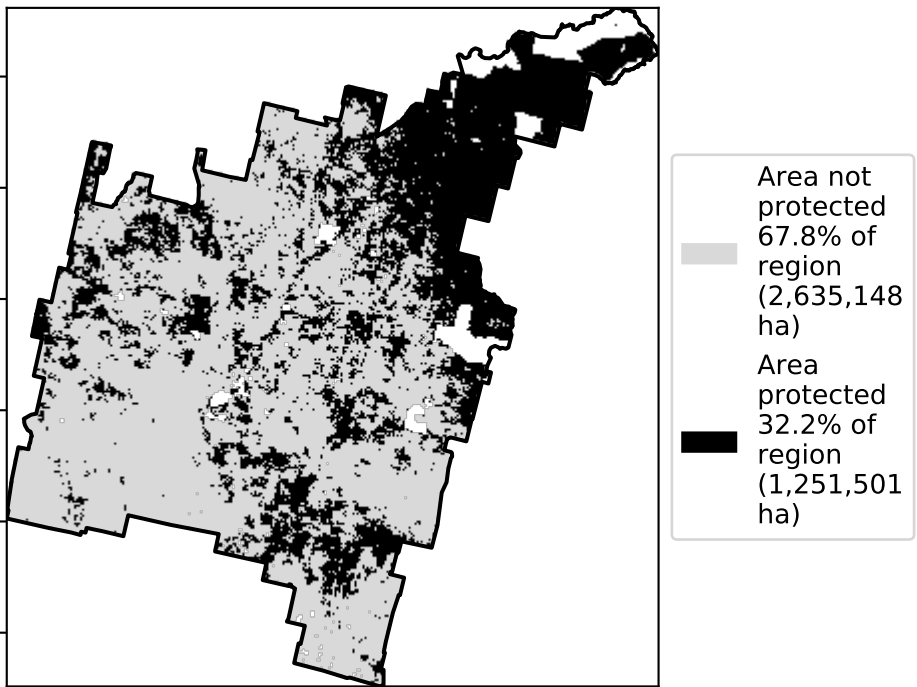 Area not
protected
67.8% of
region
(2,635,148
ha)
Area
protected
32.2% of
region
(1,251,501
ha)